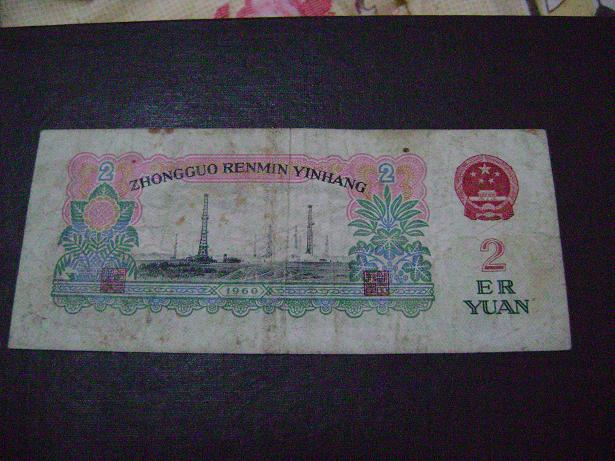 2 2
ZHONGGUO RENMIN YINHANG
1960
2
ER
YUAN